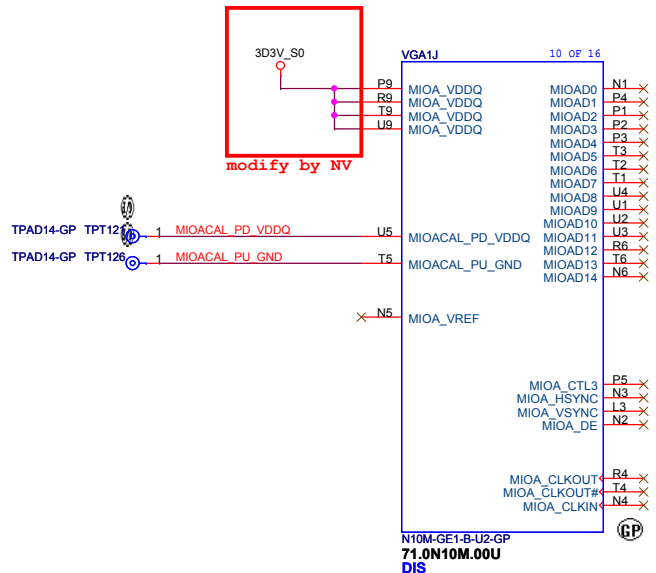 3D3V_S0
VGA1J
10 OF 16
P9 MIOA_VDDQ
R9 MIOA_VDDQ
T9 MIOA_VDDQ
U9 MIOA_VDDQ
modify by NV
MIOAD0 N1
MIOAD1 P4
MIOAD2 P1
MIOAD3 P2
MIOAD4 P3
MIOAD5 T3
MIOAD6 T2
MIOAD7 T1
MIOAD8 U4
MIOAD9 U1
MIOAD10 U2
MIOAD11 U3
MIOAD12 R6
MIOAD13 T6
MIOAD14 N6
TPAD14-GP TPT121 1 MIOACAL_PD_VDDQ U5 MIOACAL_PD_VDDQ
TPAD14-GP TPT126 1 MIOACAL_PU_GND T5 MIOACAL_PU_GND
N5 MIOA_VREF
MIOA_CTL3 P5
MIOA_HSYNC N3
MIOA_VSYNC L3
MIOA_DE N2
MIOA_CLKOUT R4
MIOA_CLKOUT# T4
MIOA_CLKIN N4
GP
N10M-GE1-B-U2-GP
71.0N10M.00U
DIS